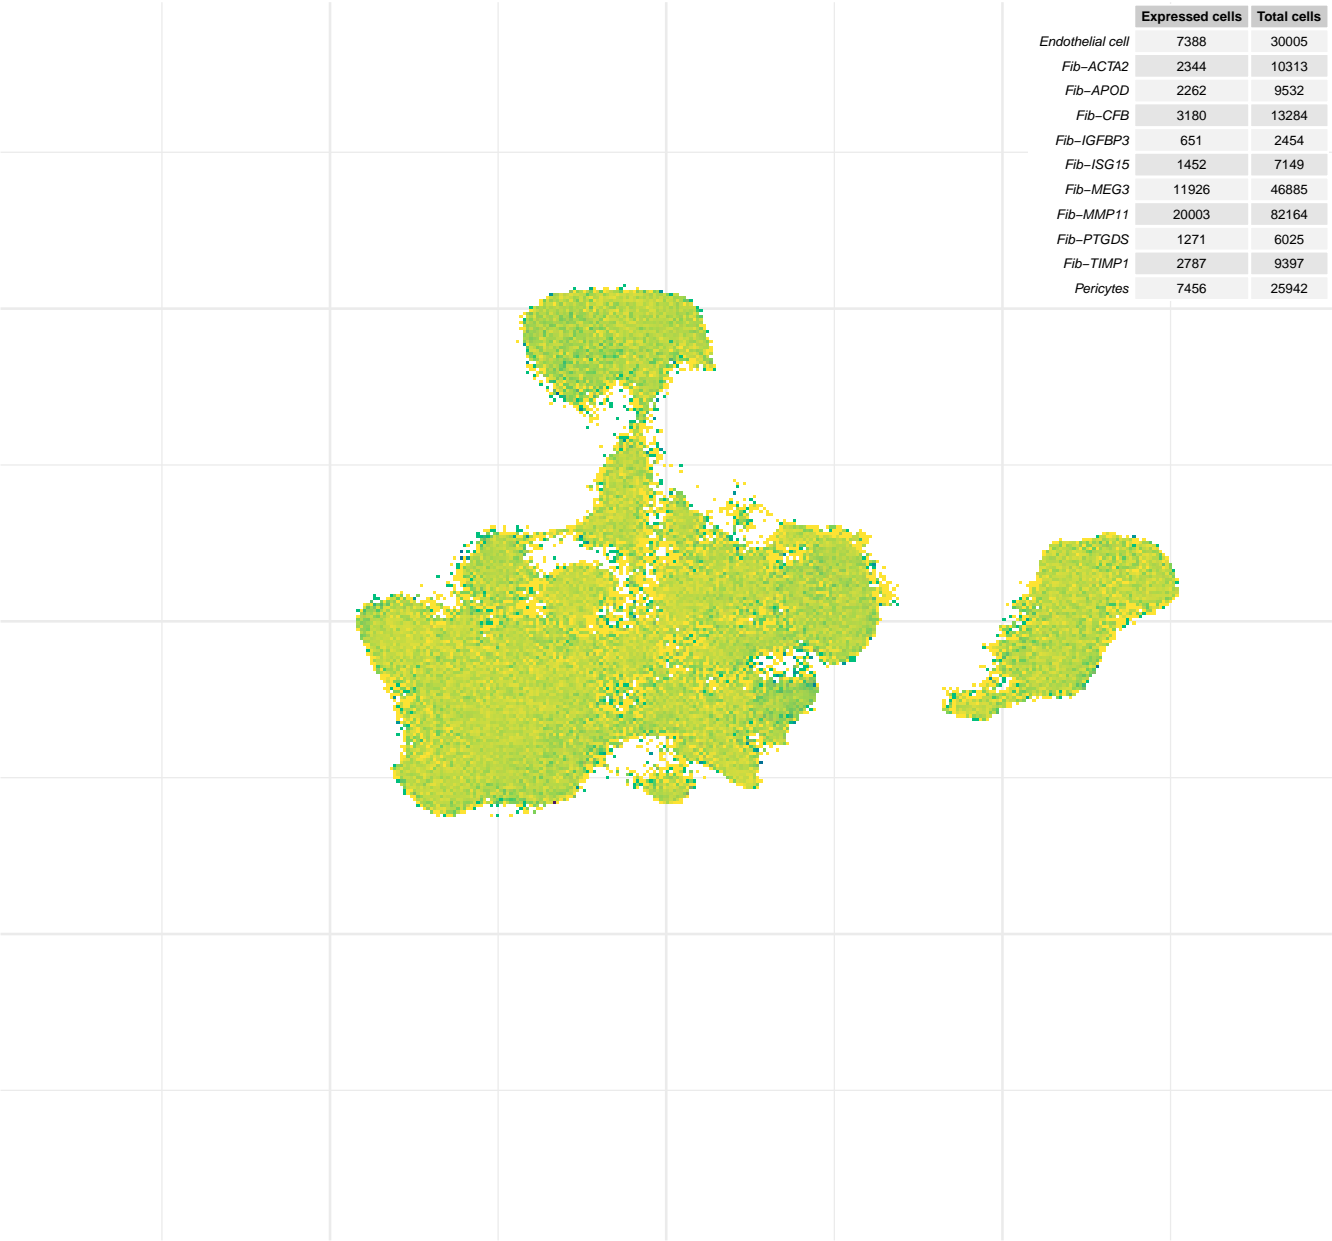 Expressed cells Total cells
Endothelial cell 7388 30005
Fib−ACTA2 2344 10313
Fib−APOD 2262 9532
Fib−CFB 3180 13284
Fib−IGFBP3 651 2454
Fib−ISG15 1452 7149
Fib−MEG3 11926 46885
Fib−MMP11 20003 82164
Fib−PTGDS 1271 6025
Fib−TIMP1 2787 9397
Pericytes 7456 25942